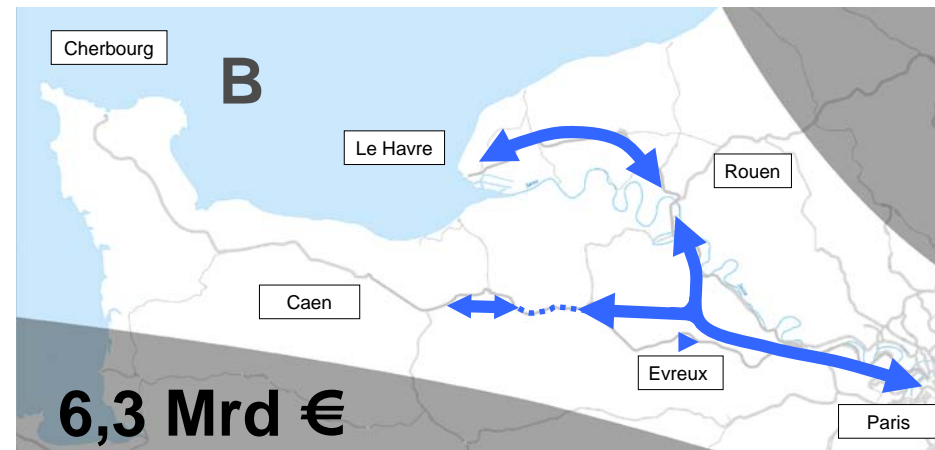 Cherbourg
B
Le Havre
Rouen
Caen
Evreux
6,3 Mrd €
Paris